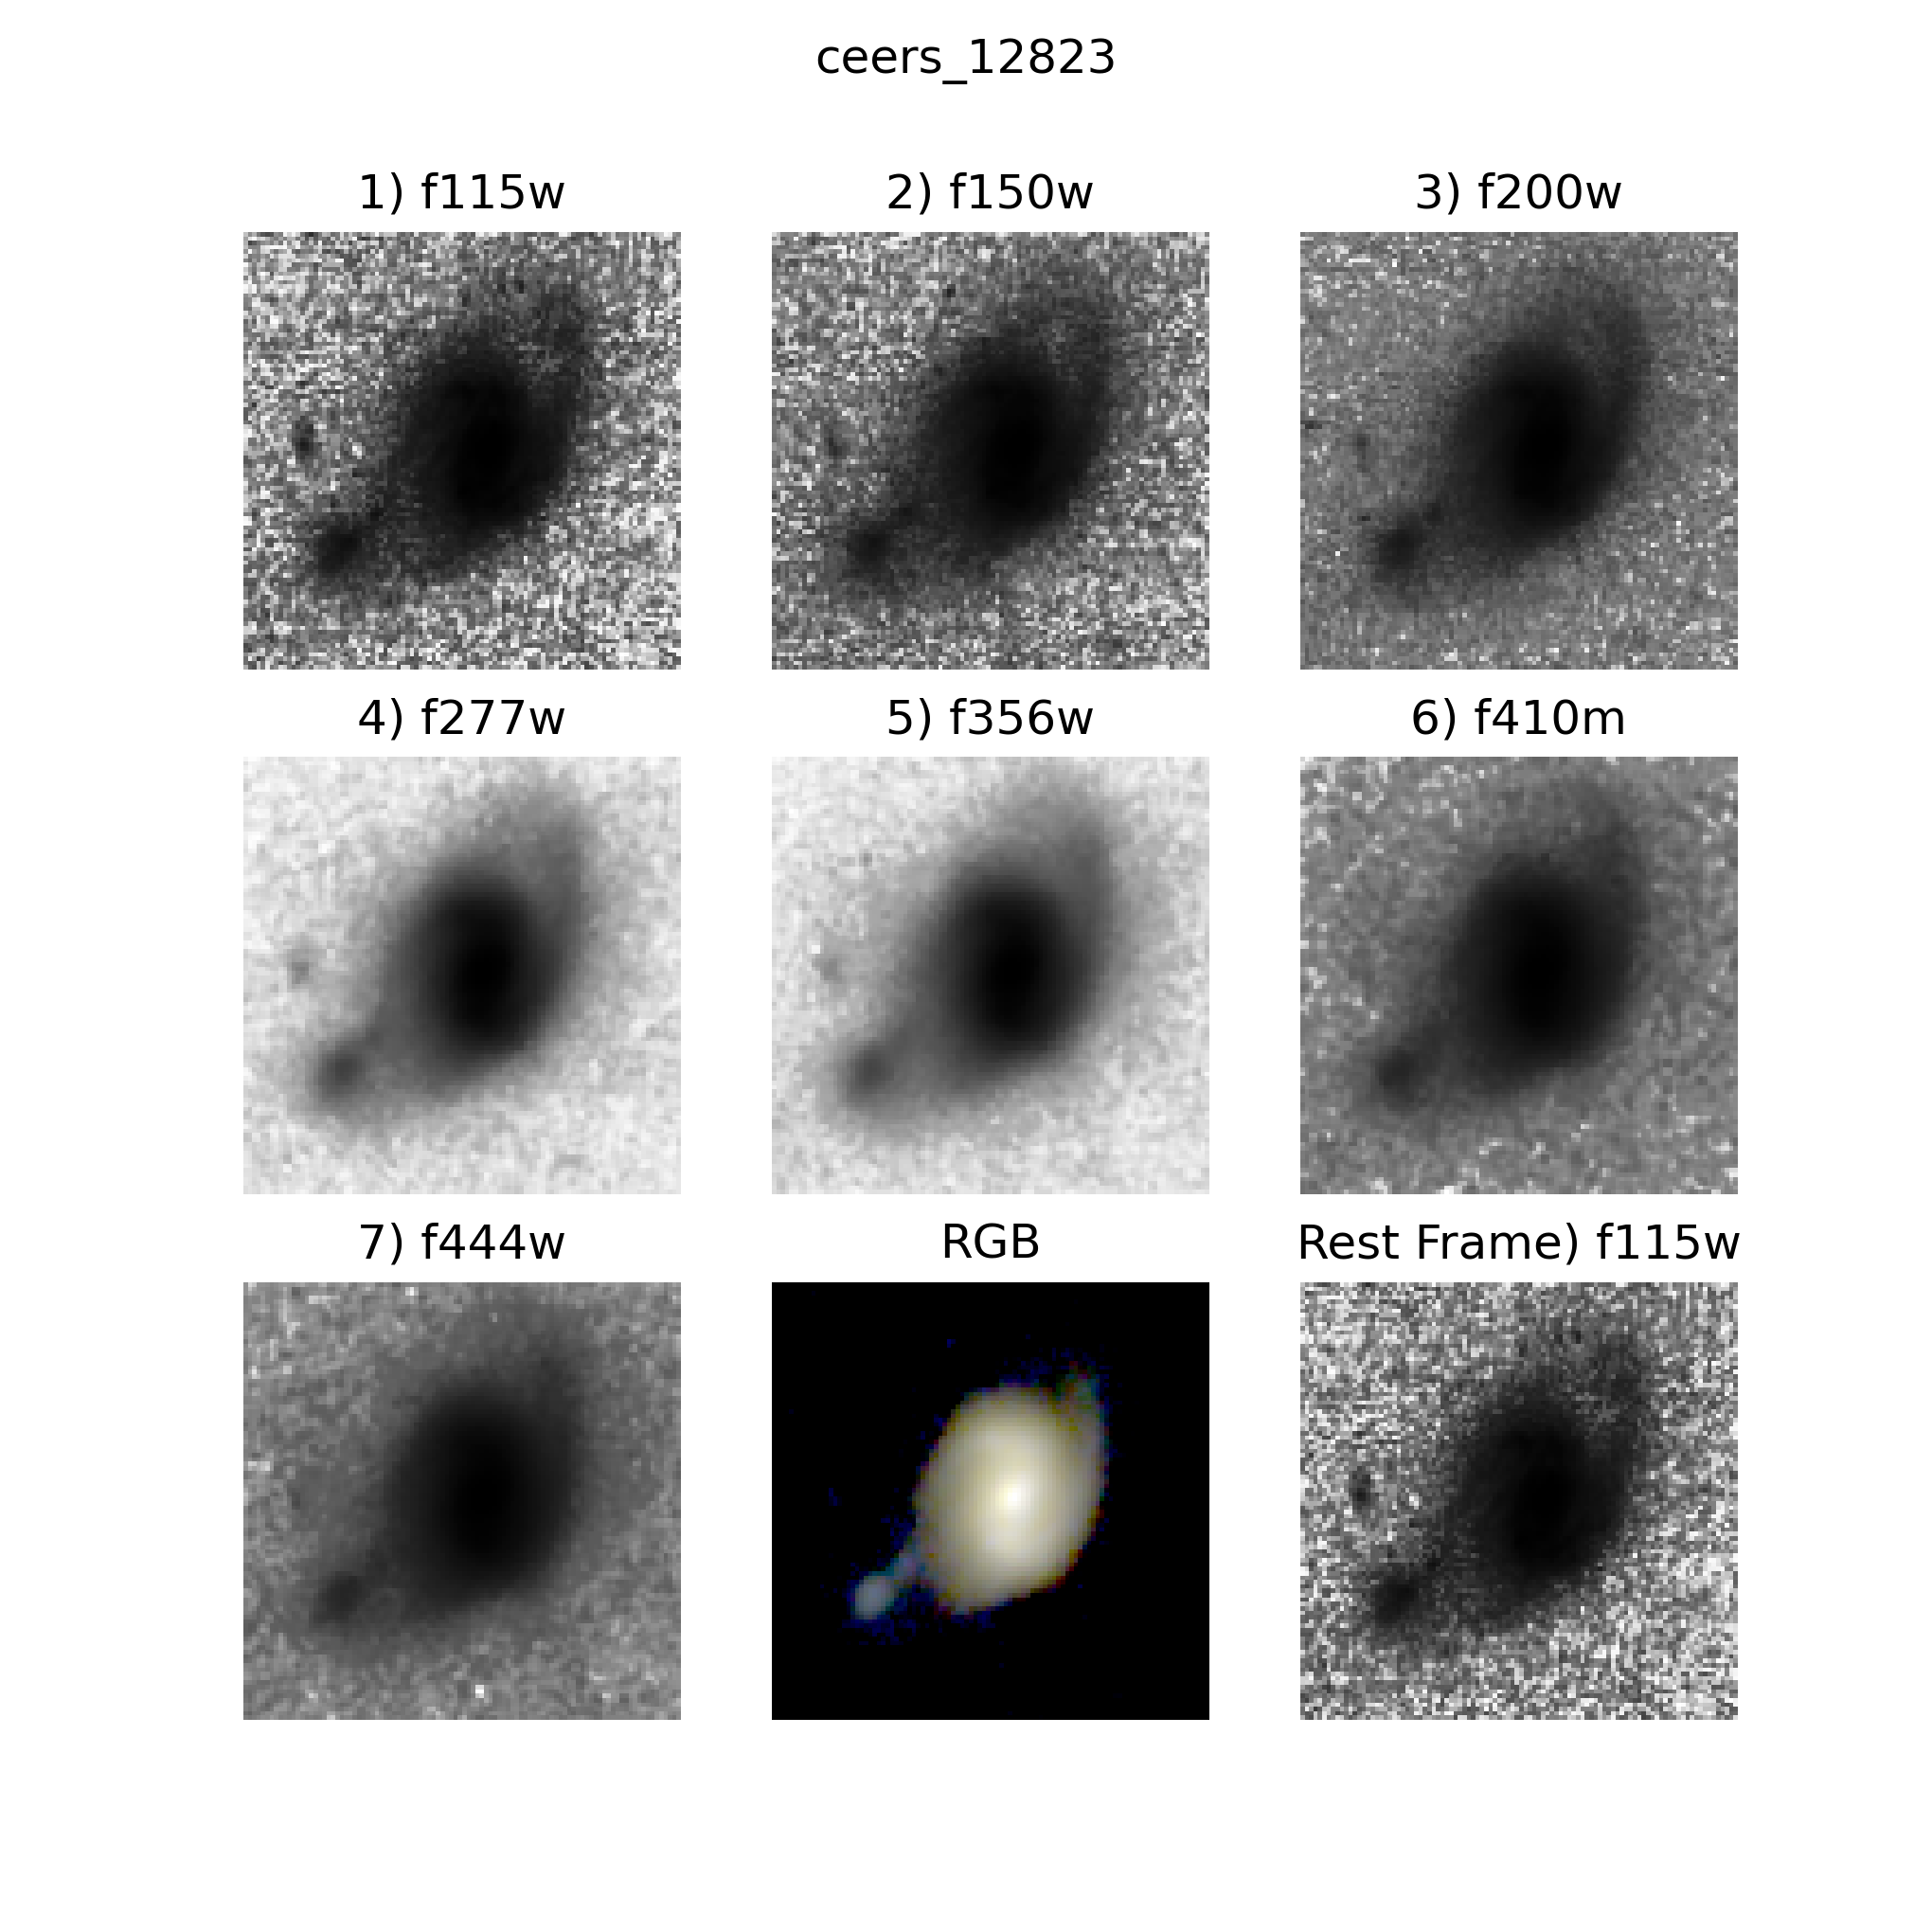 ceers_12823
1) f115w
2) f150w
3) f200w
4) f277w
5) f356w
6) f410m
7) f444w
RGB
Rest Frame) f115w